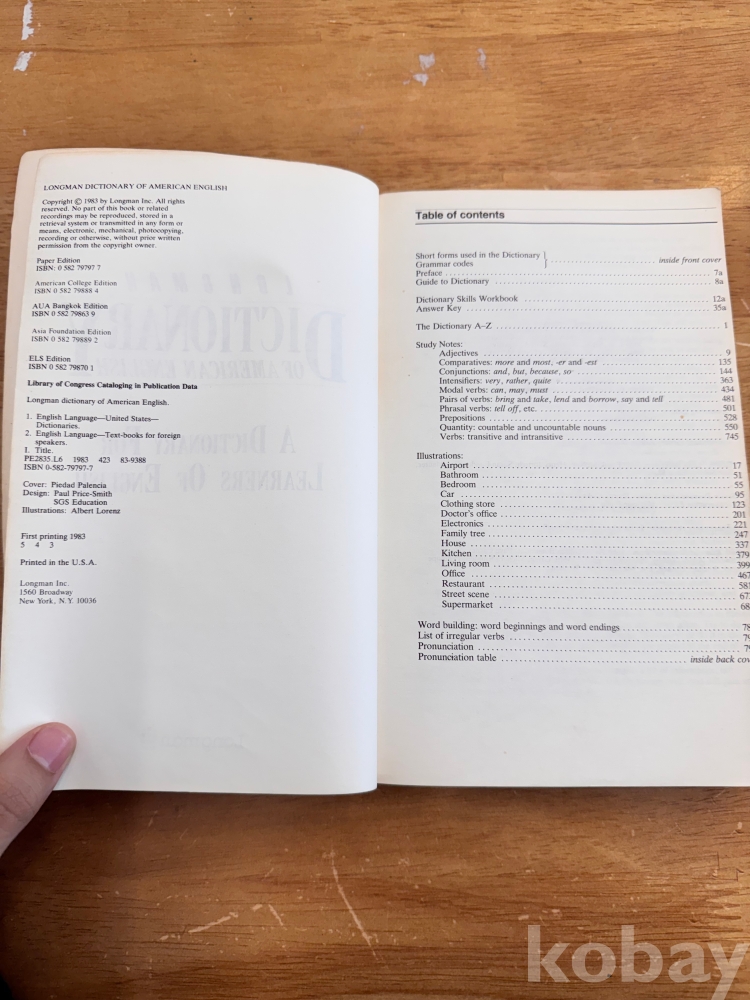 LONGMAN DICTIONARY OF AMERICAN ENGLISH
Copyright © 1983 by Longman Inc. All rights
reserved. No part of this book or related
recordings may be reproduced, stored in a
retrieval system or transmitted in any form or
means, electronic, mechanical, photocopying,
recording or otherwise, without prior written
permission from the copyright owner.
Paper Edition
ISBN: 0 582 79797 7
American College Edition
ISBN 0 582 79888 4
AUA Bangkok Edition
ISBN 0 582 79863 9
Asia Foundation Edition
ISBN 0 582 79889 2
ELS Edition
ISBN 0 582 79870 1
Library of Congress Cataloging in Publication Data
Longman dictionary of American English.
1. English Language—United States—
Dictionaries.
2. English Language—Text-books for foreign
speakers.
I. Title.
PE2835.L6 1983 423 83-9388
ISBN 0-582-79797-7
Cover: Piedad Palencia
Design: Paul Price-Smith
SGS Education
Illustrations: Albert Lorenz
First printing 1983
5 4 3
Printed in the U.S.A.
Longman Inc.
1560 Broadway
New York, N.Y. 10036
Table of contents
Short forms used in the Dictionary
Grammar codes inside front cover
Preface 7a
Guide to Dictionary 8a
Dictionary Skills Workbook 12a
Answer Key 35a
The Dictionary A–Z 1
Study Notes:
Adjectives 9
Comparatives: more and most, -er and -est 135
Conjunctions: and, but, because, so 144
Intensifiers: very, rather, quite 363
Modal verbs: can, may, must 434
Pairs of verbs: bring and take, lend and borrow, say and tell 481
Phrasal verbs: tell off, etc. 501
Prepositions 528
Quantity: countable and uncountable nouns 550
Verbs: transitive and intransitive 745
Illustrations:
Airport 17
Bathroom 51
Bedroom 55
Car 95
Clothing store 123
Doctor's office 201
Electronics 221
Family tree 247
House 337
Kitchen 379
Living room 399
Office 467
Restaurant 581
Street scene 67
Supermarket 68
Word building: word beginnings and word endings 78
List of irregular verbs 79
Pronunciation 79
Pronunciation table inside back cov
kobay